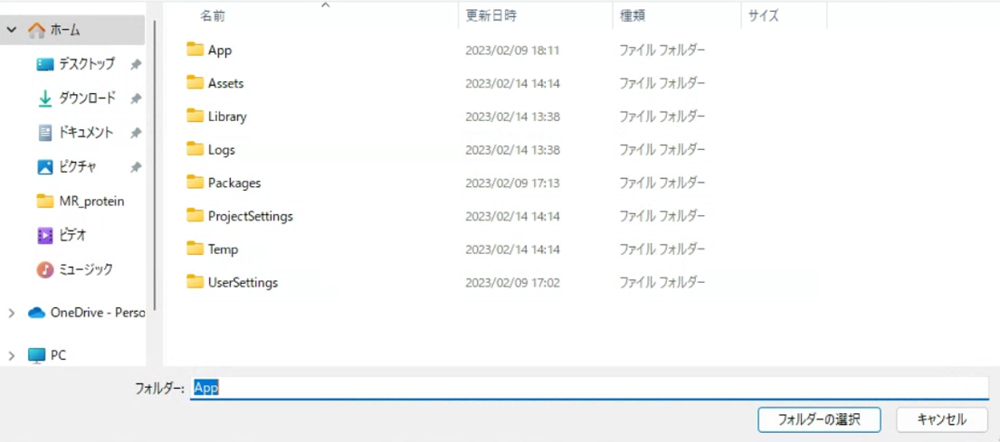 名前 更新日時 種類 サイズ
ホーム
デスクトップ
ダウンロード
ドキュメント
ピクチャ
MR_protein
ビデオ
ミュージック
OneDrive - Perso
PC
App 2023/02/09 18:11 ファイル フォルダー
Assets 2023/02/14 14:14 ファイル フォルダー
Library 2023/02/14 13:38 ファイル フォルダー
Logs 2023/02/14 13:38 ファイル フォルダー
Packages 2023/02/09 17:13 ファイル フォルダー
ProjectSettings 2023/02/14 14:14 ファイル フォルダー
Temp 2023/02/14 14:14 ファイル フォルダー
UserSettings 2023/02/09 17:02 ファイル フォルダー
フォルダー: App
フォルダーの選択 キャンセル